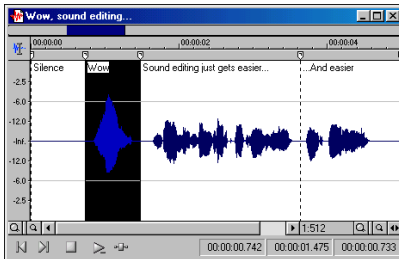 Wow, sound editing...
00:00:00 00:00:02 00:00:04
Silence Wow Sound editing just gets easier... ...And easier
-2.5
-6.0
-12.0
-Inf.
-12.0
-6.0
-2.5
1:512
00:00:00.742 00:00:01.475 00:00:00.733